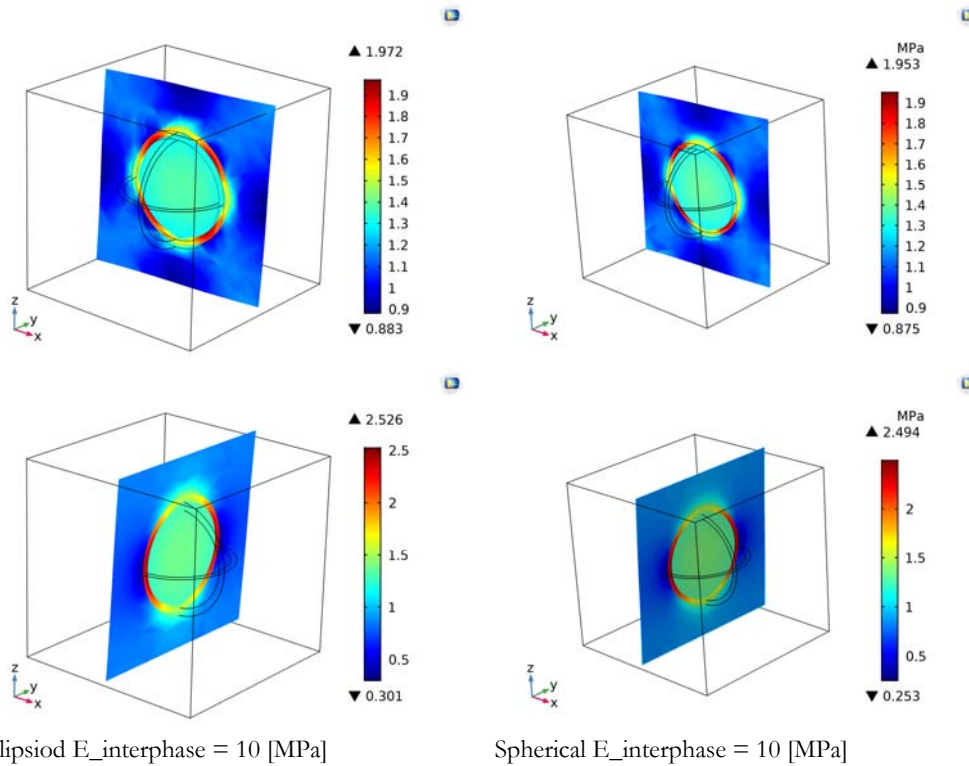 ▲ 1.972
1.9
1.8
1.7
1.6
1.5
1.4
1.3
1.2
1.1
1
0.9
▼ 0.883
z
y
x
MPa
▲ 1.953
1.9
1.8
1.7
1.6
1.5
1.4
1.3
1.2
1.1
1
0.9
▼ 0.875
z
y
x
▲ 2.526
2.5
2
1.5
1
0.5
▼ 0.301
z
y
x
MPa
▲ 2.494
2
1.5
1
0.5
▼ 0.253
z
y
x
lipsiod E_interphase = 10 [MPa]
Spherical E_interphase = 10 [MPa]